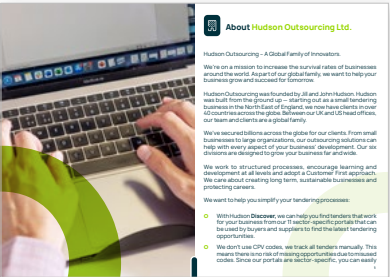 About Hudson Outsourcing Ltd.
Hudson Outsourcing – A Global Family of Innovators.
We're on a mission to increase the survival rates of businesses
around the world. As part of our global family, we want to help your
business grow and succeed for tomorrow.
Hudson Outsourcing was founded by Jill and John Hudson. Hudson
was built from the ground up – starting out as a small tendering
business in the North East of England, we now have clients in over
40 countries across the globe. Between our UK and US head offices,
our team and clients are a global family.
We've secured billions across the globe for our clients. From small
businesses to large organizations, our outsourcing solutions can
help with every aspect of your business' development. Our six
divisions are designed to grow your business far and wide.
We work to structured processes, encourage learning and
development at all levels and adopt a Customer First approach.
We care about creating long term, sustainable businesses and
protecting careers.
We want to help you simplify your tendering processes:
With Hudson Discover, we can help you find tenders that work
for your business from our 11 sector-specific portals that can
be used by buyers and suppliers to find the latest tendering
opportunities.
We don't use CPV codes, we track all tenders manually. This
means there is no risk of missing opportunities due to misused
codes. Since our portals are sector-specific, you can easily